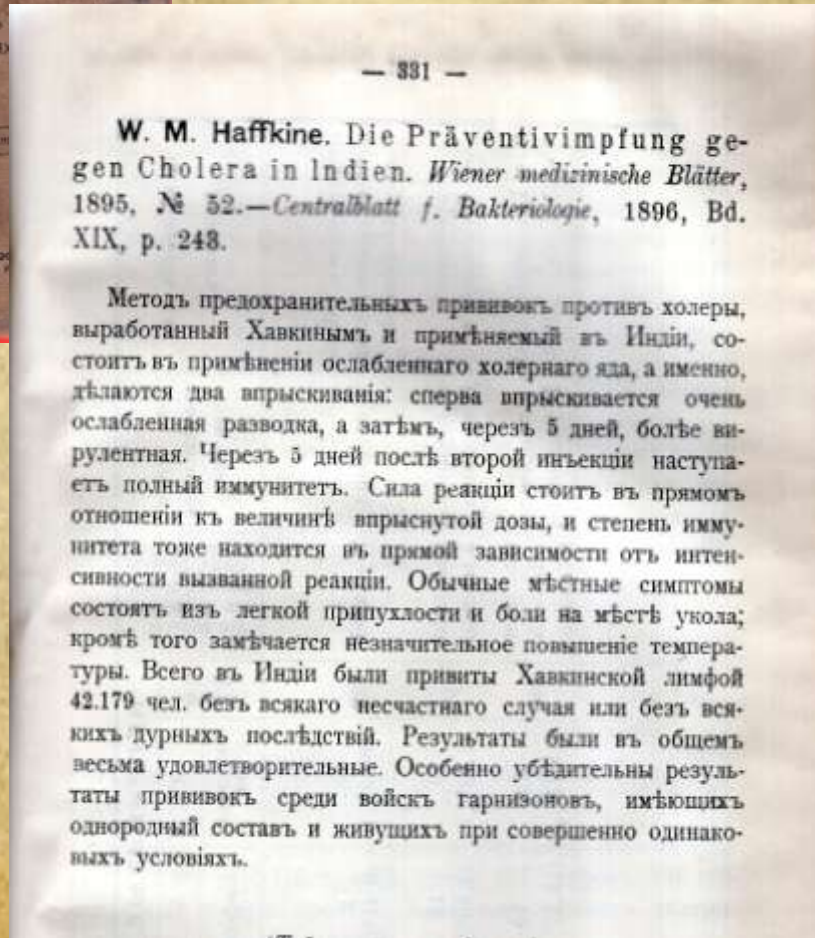 — 331 —
W. M. Haffkine. Die Präventivimpfung ge-
gen Cholera in Indien. Wiener medizinische Blätter,
1895, № 52.—Centralblatt f. Bakteriologie, 1896, Bd.
XIX, p. 243.
Методъ предохранительныхъ прививокъ противъ холеры,
выработанный Хавкинымъ и примѣняемый въ Индіи, со-
стоитъ въ примѣненіи ослабленнаго холернаго яда, а именно,
дѣлаются два впрыскиванія: сперва впрыскивается очень
ослабленная разводка, а затѣмъ, черезъ 5 дней, болѣе ви-
рулентная. Черезъ 5 дней послѣ второй инъекціи наступа-
етъ полный иммунитетъ. Сила реакціи стоитъ въ прямомъ
отношеніи къ величинѣ впрыснутой дозы, и степень имму-
нитета тоже находится въ прямой зависимости отъ интен-
сивности вызванной реакціи. Обычные мѣстные симптомы
состоятъ изъ легкой припухлости и боли на мѣстѣ укола;
кромѣ того замѣчается незначительное повышеніе темпера-
туры. Всего въ Индіи были привиты Хавкинской лимфой
42.179 чел. безъ всякаго несчастнаго случая или безъ вся-
кихъ дурныхъ послѣдствій. Результаты были въ общемъ
весьма удовлетворительные. Особенно убѣдительны резуль-
таты прививокъ среди войскъ гарнизоновъ, имѣющихъ
однородный составъ и живущихъ при совершенно одинако-
выхъ условіяхъ.